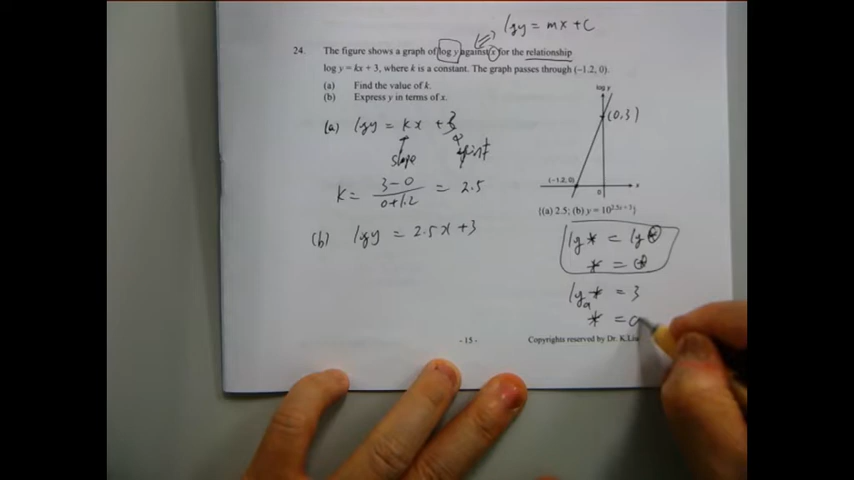 lgy = mx + c
24. The figure shows a graph of log y against x for the relationship
log y = kx + 3, where k is a constant. The graph passes through (−1.2, 0).
(a) Find the value of k.
(b) Express y in terms of x.
(a) lgy = kx + 3
slope y-int
k = 3-0 / 0+1.2 = 2.5
(b) lgy = 2.5x + 3
log y
(0,3)
(−1.2, 0)
0
x
{(a) 2.5; (b) y = 10^{2.5x + 3}}
lg* = lg⊛
* = ⊛
lg_a * = 3
* = a
- 15 -
Copyrights reserved by Dr. K.Liu